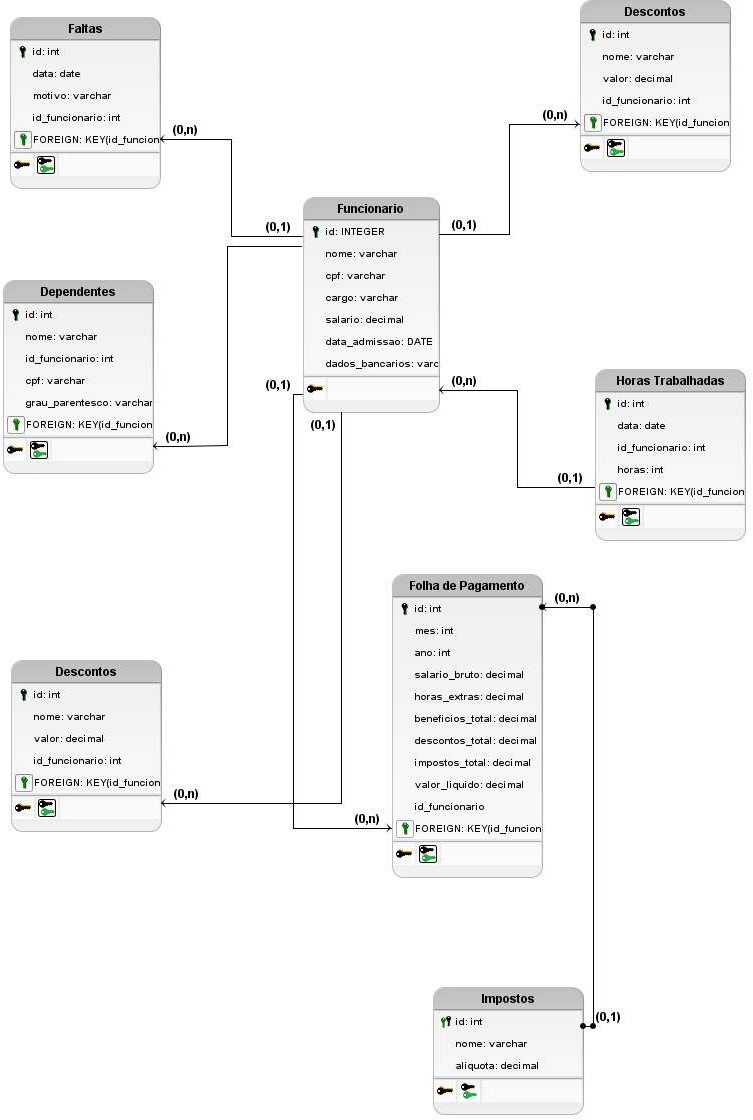 Faltas
id: int
data: date
motivo: varchar
id_funcionario: int
FOREIGN: KEY(id_funcion
(0,n)
(0,1)
Descontos
id: int
nome: varchar
valor: decimal
id_funcionario: int
FOREIGN: KEY(id_funcion
(0,n)
(0,1)
Funcionario
id: INTEGER
nome: varchar
cpf: varchar
cargo: varchar
salario: decimal
data_admissao: DATE
dados_bancarios: varc
(0,1)
(0,1)
(0,n)
Dependentes
id: int
nome: varchar
id_funcionario: int
cpf: varchar
grau_parentesco: varchar
FOREIGN: KEY(id_funcion
(0,n)
Horas Trabalhadas
id: int
data: date
id_funcionario: int
horas: int
FOREIGN: KEY(id_funcion
(0,1)
Folha de Pagamento
id: int
mes: int
ano: int
salario_bruto: decimal
horas_extras: decimal
beneficios_total: decimal
descontos_total: decimal
impostos_total: decimal
valor_liquido: decimal
id_funcionario
FOREIGN: KEY(id_funcion
(0,n)
(0,n)
Descontos
id: int
nome: varchar
valor: decimal
id_funcionario: int
FOREIGN: KEY(id_funcion
(0,n)
Impostos
id: int
nome: varchar
aliquota: decimal
(0,1)